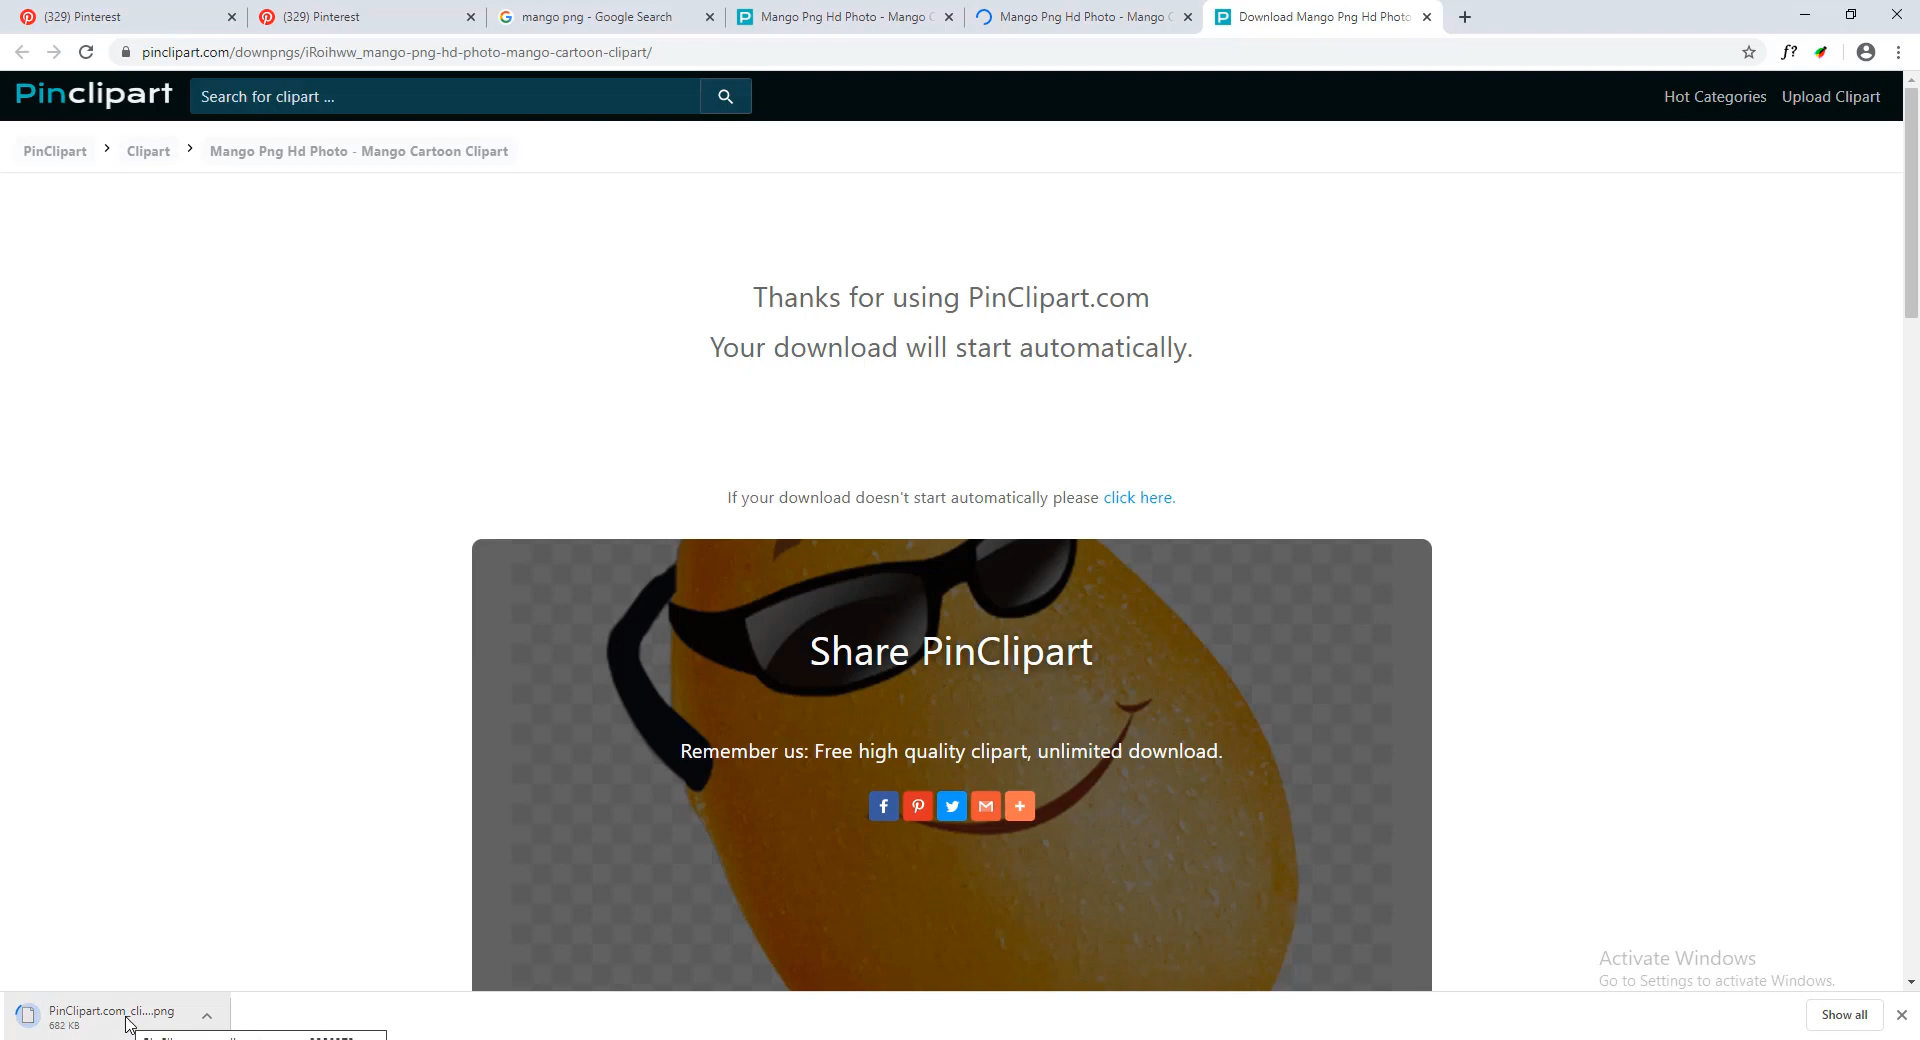 (329) Pinterest
(329) Pinterest
mango png - Google Search
Mango Png Hd Photo - Mango C
Mango Png Hd Photo - Mango C
Download Mango Png Hd Photo
pinclipart.com/downpngs/iRoihww_mango-png-hd-photo-mango-cartoon-clipart/
f?
Pinclipart
Search for clipart ...
Hot Categories
Upload Clipart
PinClipart
Clipart
Mango Png Hd Photo - Mango Cartoon Clipart
Thanks for using PinClipart.com
Your download will start automatically.
If your download doesn't start automatically please click here.
Share PinClipart
Remember us: Free high quality clipart, unlimited download.
Activate Windows
Go to Settings to activate Windows.
PinClipart.com_cli....png
682 KB
Show all